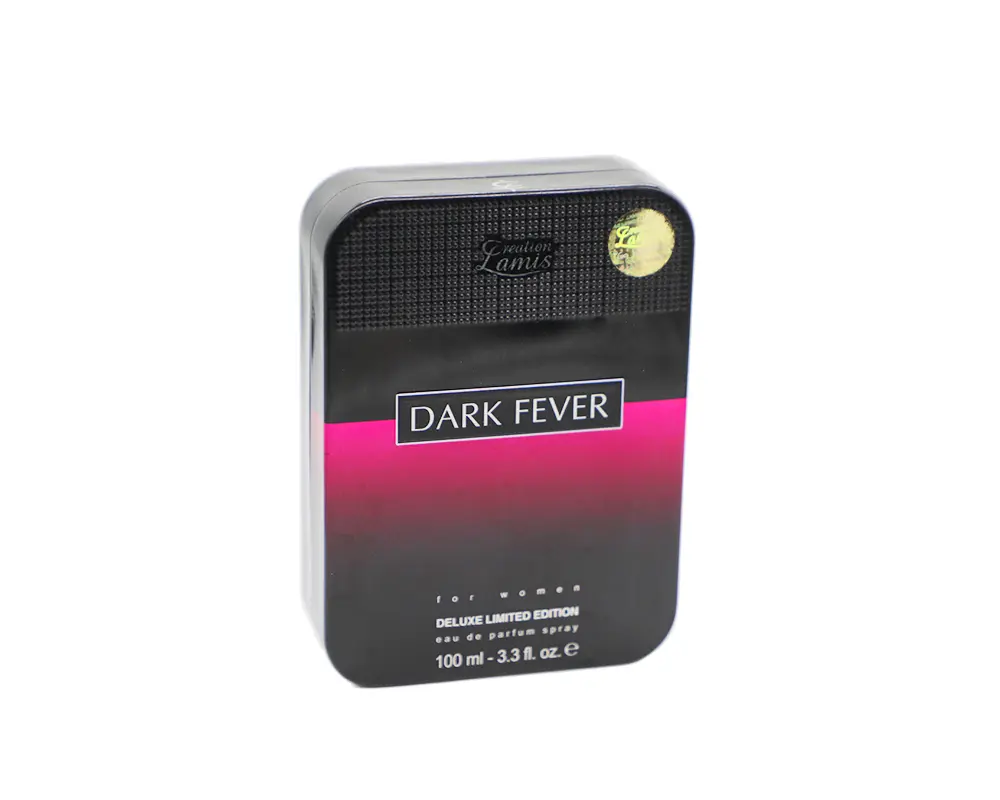 Creation
Lamis
DARK FEVER
for women
DELUXE LIMITED EDITION
eau de parfum spray
100 ml - 3.3 fl. oz. ℮